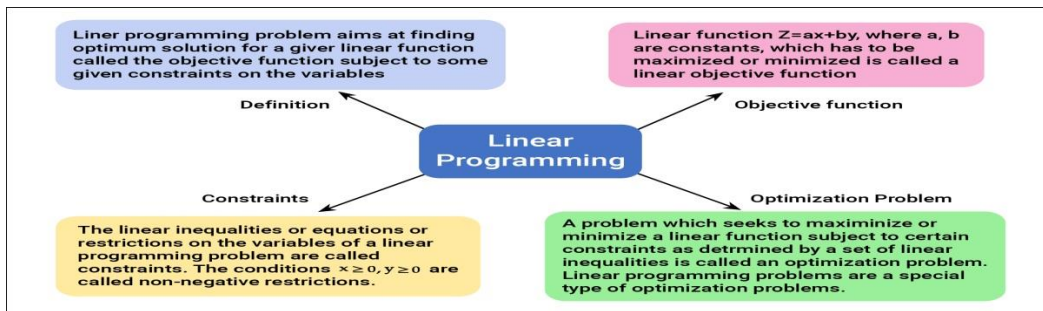 Liner programming problem aims at finding
optimum solution for a giver linear function
called the objective function subject to some
given constraints on the variables
Definition
Linear function Z=ax+by, where a, b
are constants, which has to be
maximized or minimized is called a
linear objective function
Objective function
Linear
Programming
Constraints
The linear inequalities or equations or
restrictions on the variables of a linear
programming problem are called
constraints. The conditions x ≥ 0, y ≥ 0 are
called non-negative restrictions.
Optimization Problem
A problem which seeks to maximinize or
minimize a linear function subject to certain
constraints as detrmined by a set of linear
inequalities is called an optimization problem.
Linear programming problems are a special
type of optimization problems.